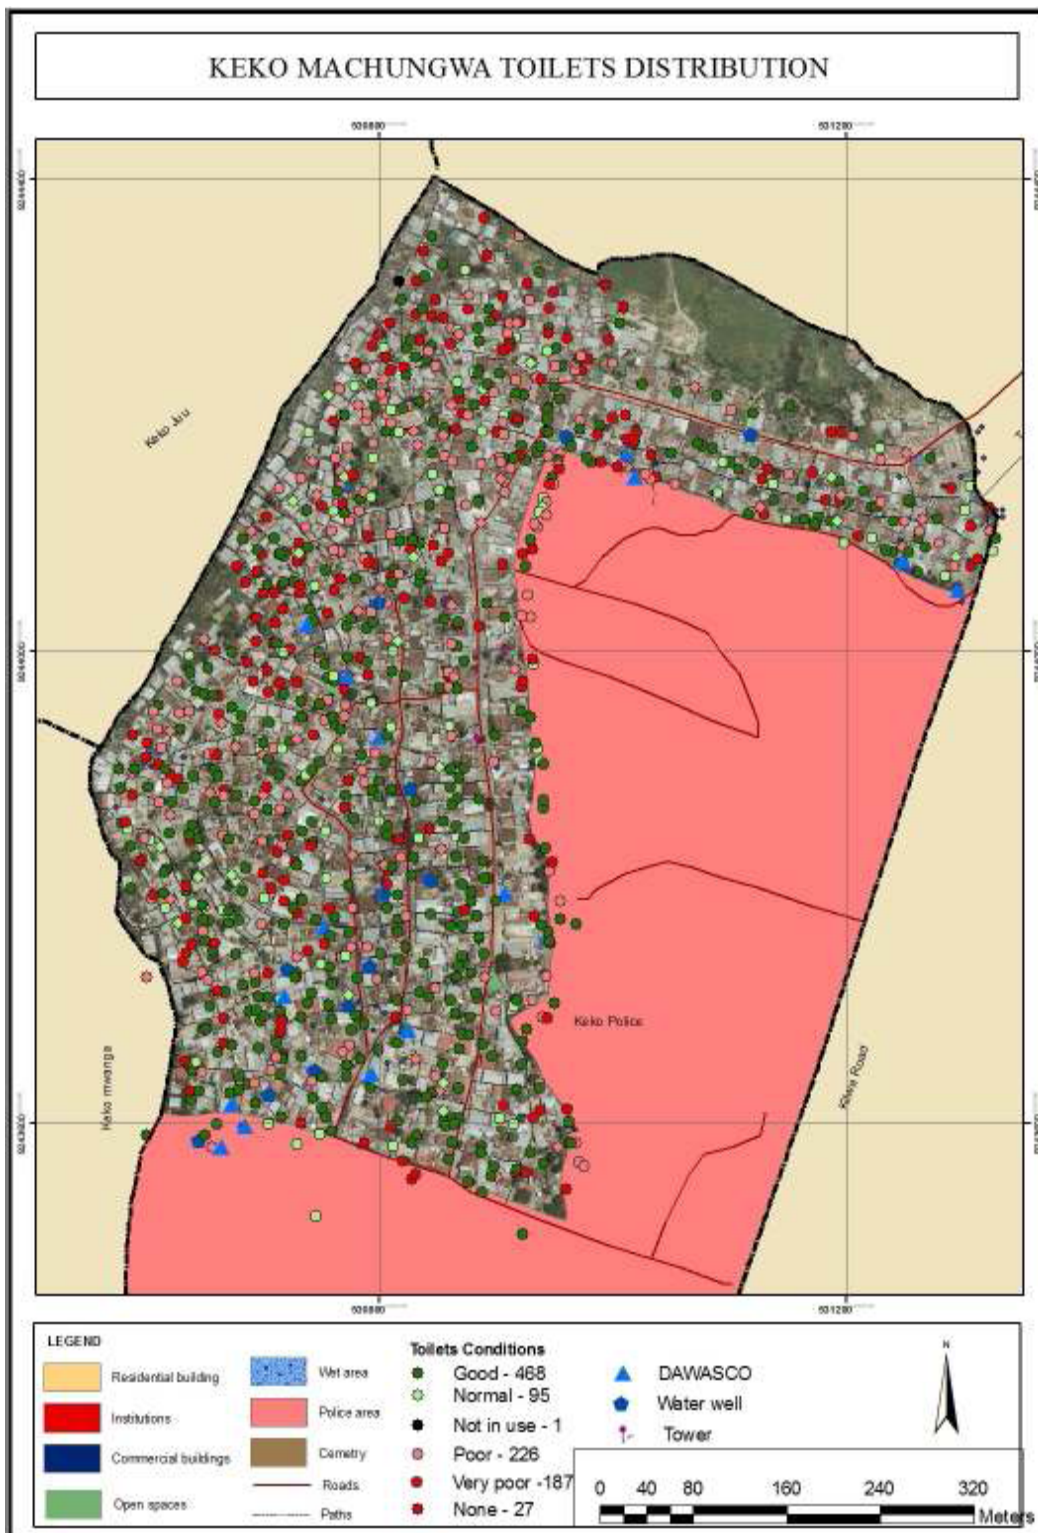 KEKO MACHUNGWA TOILETS DISTRIBUTION
Keko Juu
Keko Police
Keko mwanga
Kilwa Road
LEGEND
Residential building
Institutions
Commercial buildings
Open spaces
Wet area
Police area
Cemetry
Roads
Paths
Toilets Conditions
Good - 468
Normal - 95
Not in use - 1
Poor - 226
Very poor -187
None - 27
DAWASCO
Water well
Tower
N
0 40 80 160 240 320
Meters